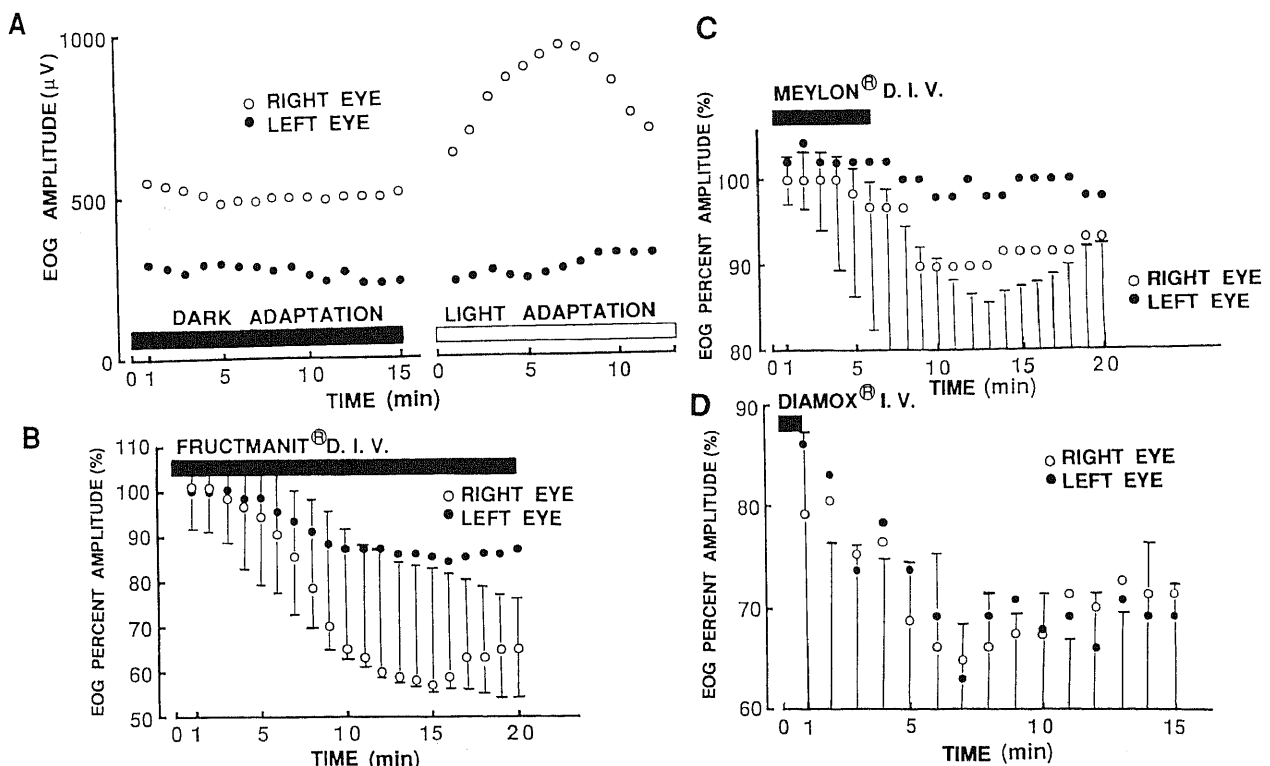 A
EOG AMPLITUDE (μV)
1000
500
0
○ RIGHT EYE
● LEFT EYE
DARK ADAPTATION
LIGHT ADAPTATION
0 1 5 10 15
0 5 10
TIME (min)
B
EOG PERCENT AMPLITUDE (%)
110
100
90
80
70
60
50
FRUCTMANIT® D. I. V.
○ RIGHT EYE
● LEFT EYE
0 1 5 10 15 20
TIME (min)
C
EOG PERCENT AMPLITUDE (%)
MEYLON® D. I. V.
100
90
80
○ RIGHT EYE
● LEFT EYE
0 1 5 10 15 20
TIME (min)
D
EOG PERCENT AMPLITUDE (%)
DIAMOX® I. V.
90
80
70
60
○ RIGHT EYE
● LEFT EYE
0 1 5 10 15
TIME (min)